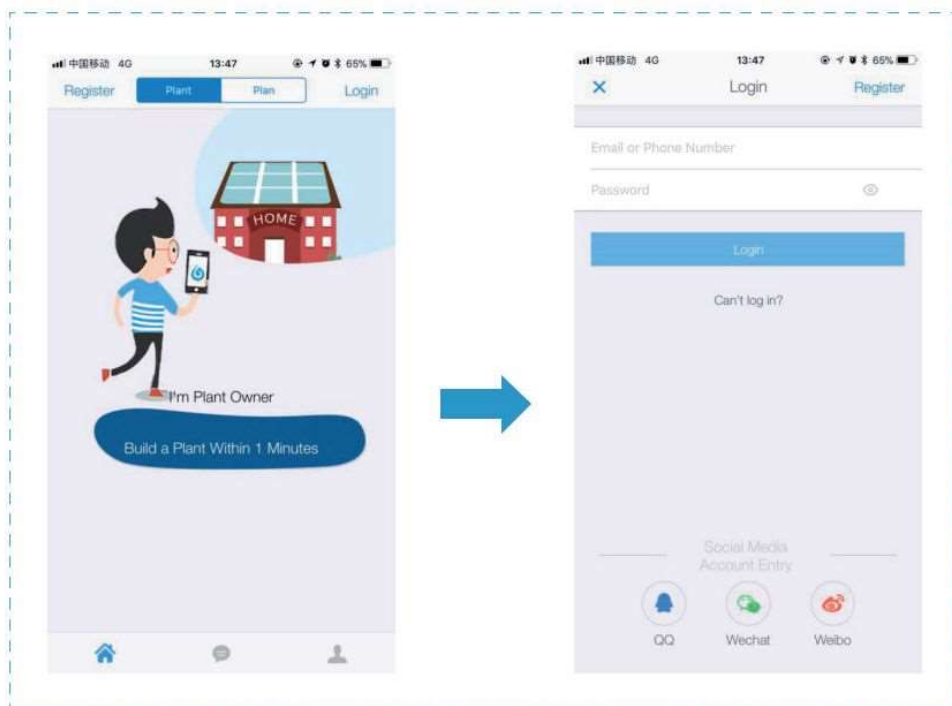 中国移动 4G 13:47 65%
Register Plant Plan Login
HOME
I'm Plant Owner
Build a Plant Within 1 Minutes
中国移动 4G 13:47 65%
Login Register
Email or Phone Number
Password
Login
Can't log in?
Social Media
Account Entry
QQ Wechat Weibo